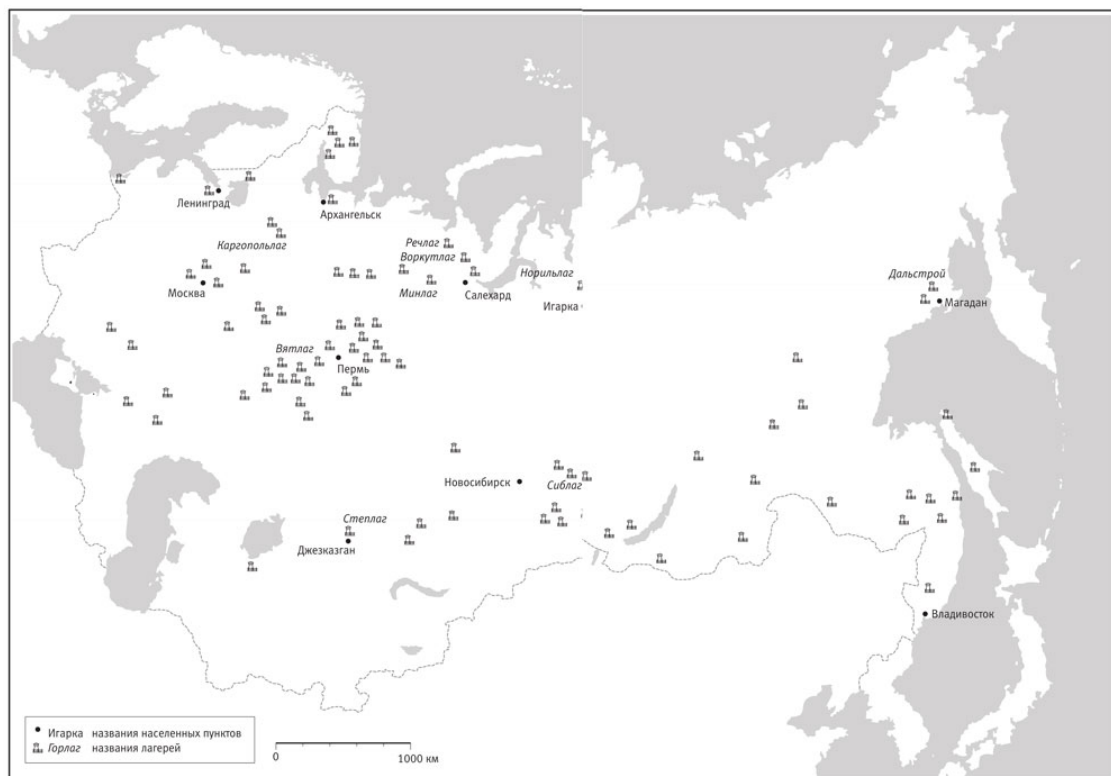 Ленинград
Архангельск
Каргопольлаг
Речлаг
Воркутлаг
Норильлаг
Дальстрой
Москва
Минлаг
Салехард
Игарка
Магадан
Вятлаг
Пермь
Новосибирск
Сиблаг
Степлаг
Джезказган
Владивосток
Игарка названия населенных пунктов
Горлаг названия лагерей
0 1000 км